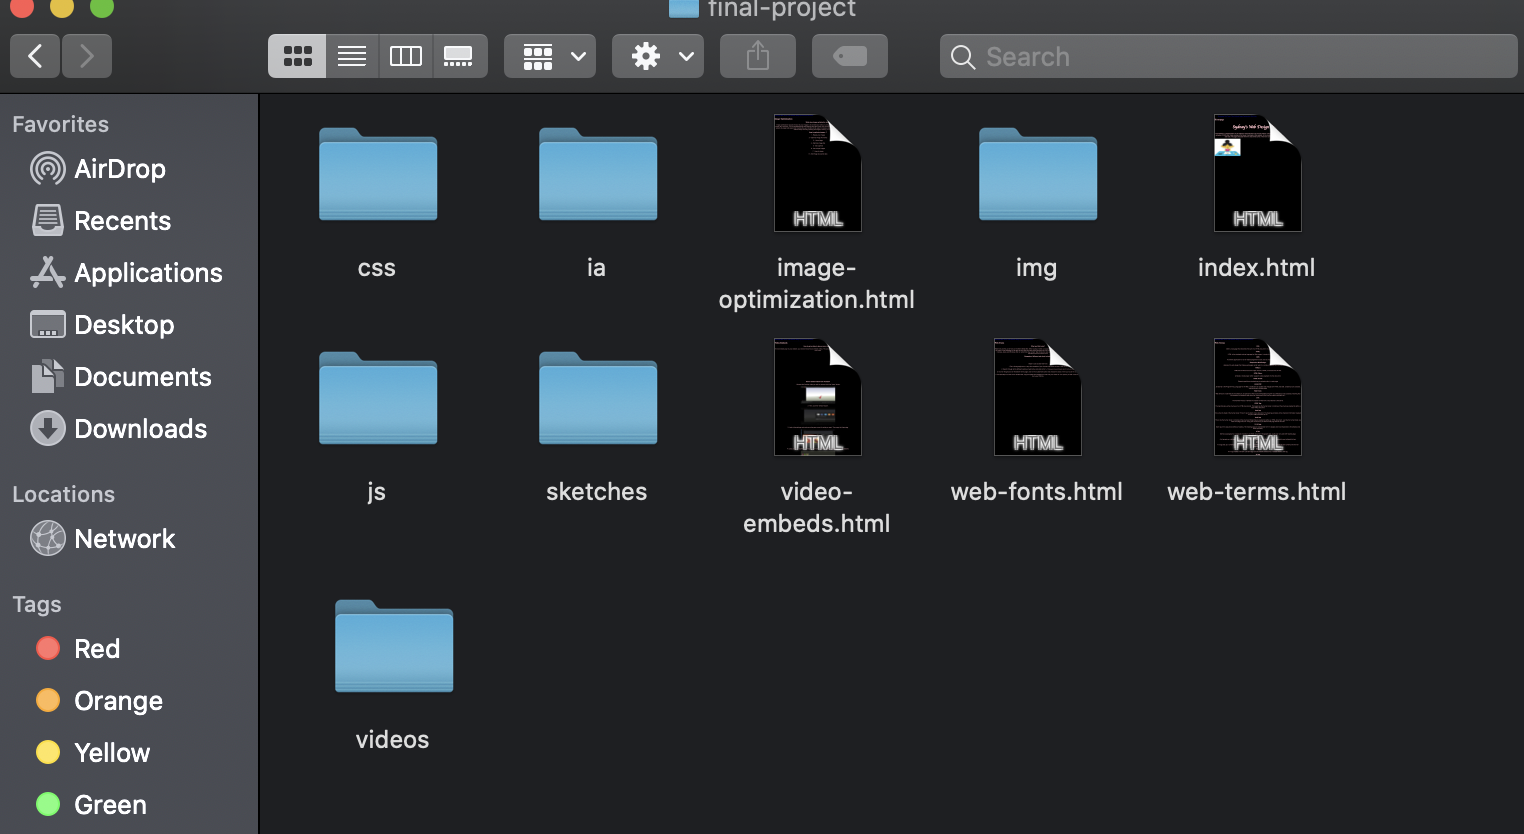 final-project
Search
Favorites
AirDrop
Recents
Applications
Desktop
Documents
Downloads
Locations
Network
Tags
Red
Orange
Yellow
Green
HTML
HTML
css
ia
image-
optimization.html
img
index.html
HTML
HTML
HTML
js
sketches
video-
embeds.html
web-fonts.html
web-terms.html
videos